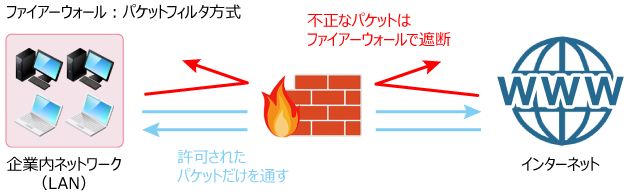 ファイアーウォール：パケットフィルタ方式
不正なパケットは
ファイアーウォールで遮断
WWW
許可された
パケットだけを通す
企業内ネットワーク
（LAN）
インターネット